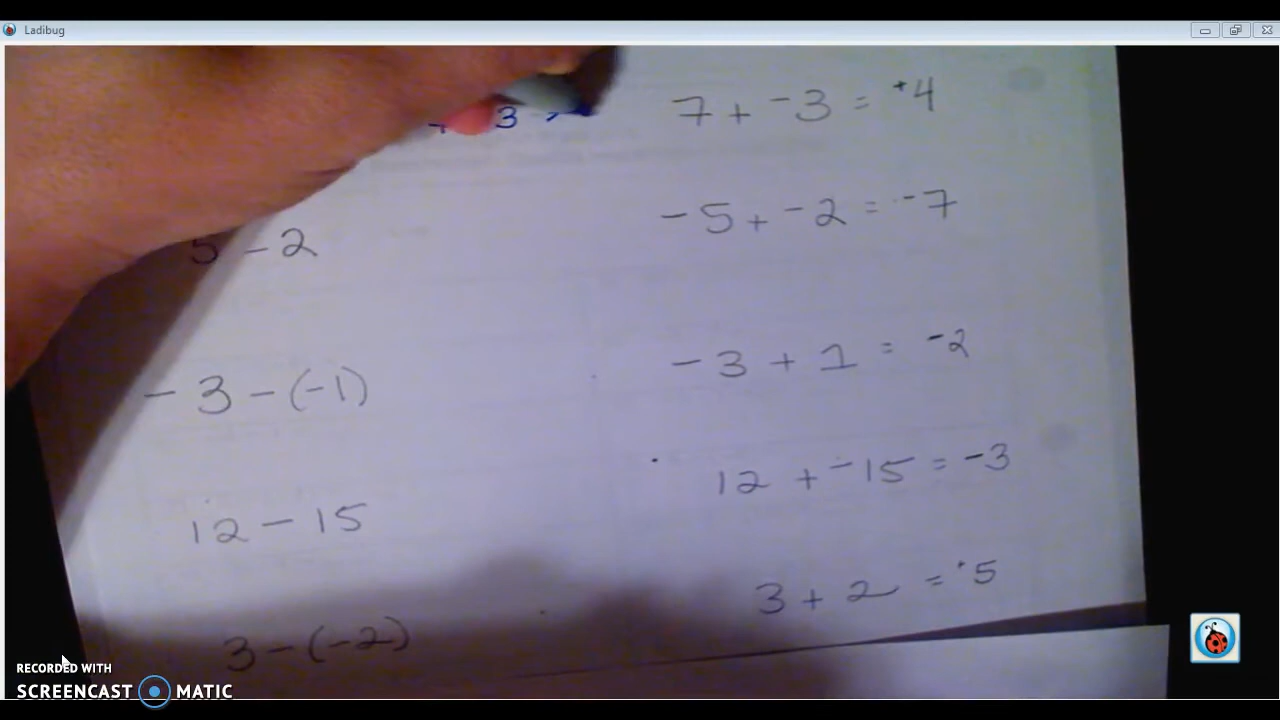 Ladibug
3 7 + -3 = +4
5 - 2 -5 + -2 = -7
-3 - (-1) -3 + 1 = -2
12 - 15 12 + -15 = -3
3 - (-2) 3 + 2 = +5
RECORDED WITH
SCREENCAST MATIC